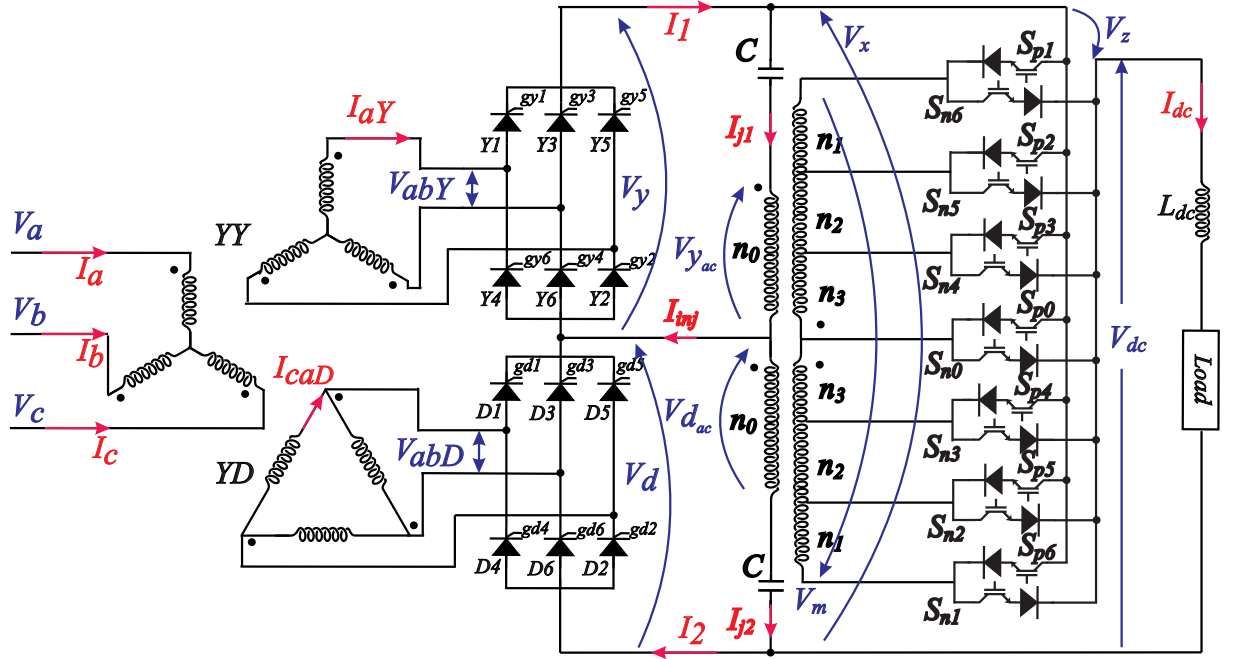 I1
Vx
Vz
C
Sp1
Sn6
gy1 gy3 gy5
IaY
Y1 Y3 Y5
Idc
Ij1
n1
Sp2
VabY
Vy
Sn5
Ldc
Va
YY
Vyac
n0
n2
Sp3
Ia
gy6 gy4 gy2
Sn4
Y4 Y6 Y2
n3
Sp0
Vb
Iinj
Vdc
Ib
IcaD
gd1 gd3 gd5
Sn0
Load
Vc
D1 D3 D5
Vdac
n0
n3
Sp4
Ic
VabD
Sn3
YD
Vd
n2
Sp5
gd4 gd6 gd2
Sn2
D4 D6 D2
C
n1
Sp6
Vm
Sn1
I2
Ij2